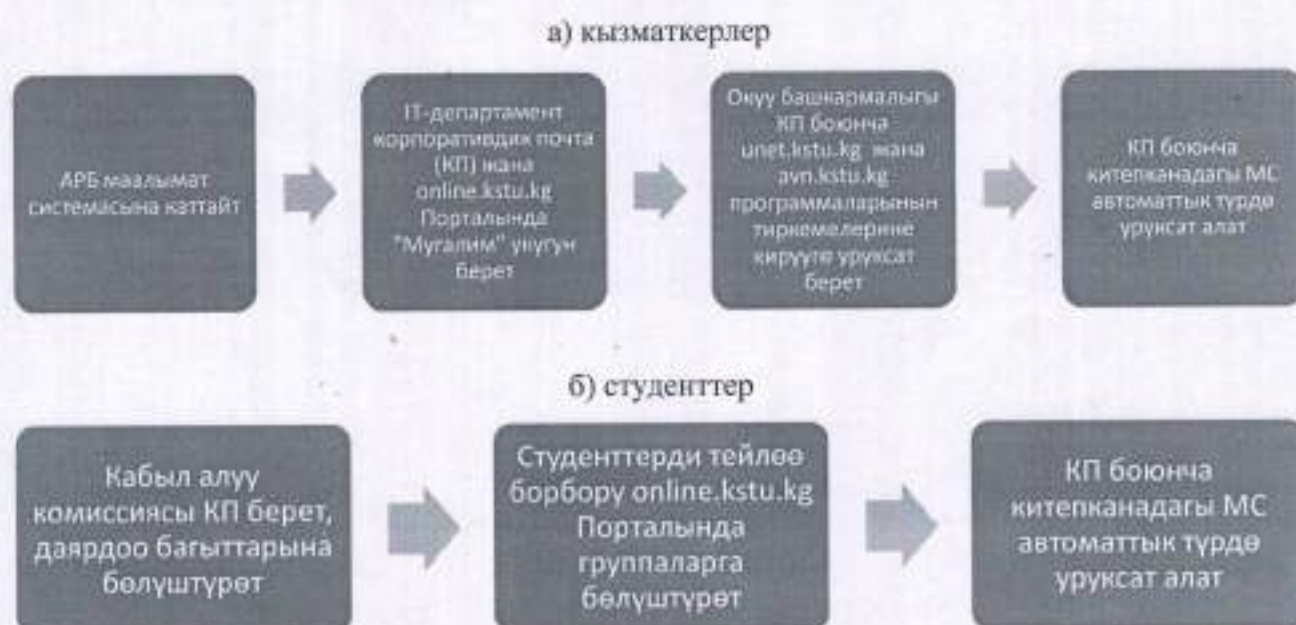 а) кызматкерлер
АРБ маалымат
системасына каттайт
IT-департамент
корпоративдик почта
(КП) жана
online.kstu.kg
Порталында
"Мугалим" укугун
берет
Окуу башкармалыгы
КП боюнча
unet.kstu.kg жана
avn.kstu.kg
программаларынын
тиркемелерине
кирүүгө уруксат
берет
КП боюнча
китепканадагы МС
автоматтык түрдө
уруксат алат
б) студенттер
Кабыл алуу
комиссиясы КП берет,
даярдоо багыттарына
бөлүштүрөт
Студенттерди тейлөө
борбору online.kstu.kg
Порталында
группаларга
бөлүштүрөт
КП боюнча
китепканадагы МС
автоматтык түрдө
уруксат алат